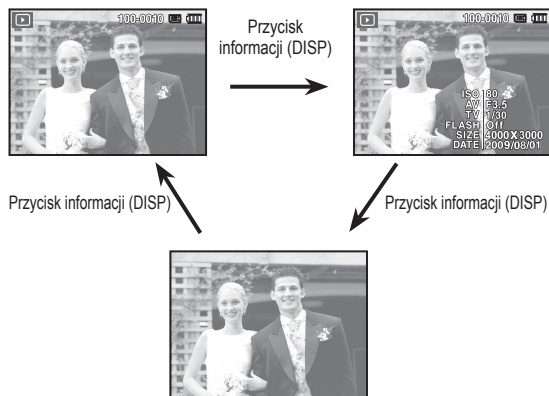 100-0010
Przycisk
informacji (DISP)
100-0010
ISO 80
AV F3.5
TV 1/30
FLASH Off
SIZE 4000X3000
DATE 2009/08/01
Przycisk informacji (DISP)
Przycisk informacji (DISP)